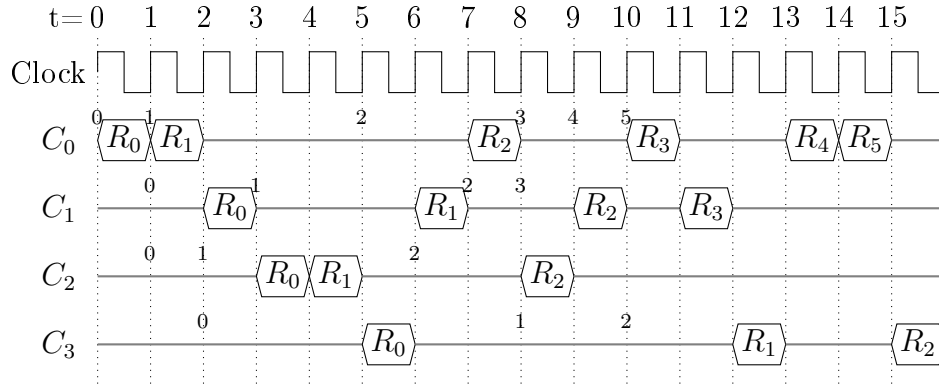 t= 0 1 2 3 4 5 6 7 8 9 10 11 12 13 14 15
Clock
0 1 2 3 4 5
C₀ R₀ R₁ R₂ R₃ R₄ R₅
0 1 2 3
C₁ R₀ R₁ R₂ R₃
0 1 2
C₂ R₀ R₁ R₂
0 1 2
C₃ R₀ R₁ R₂